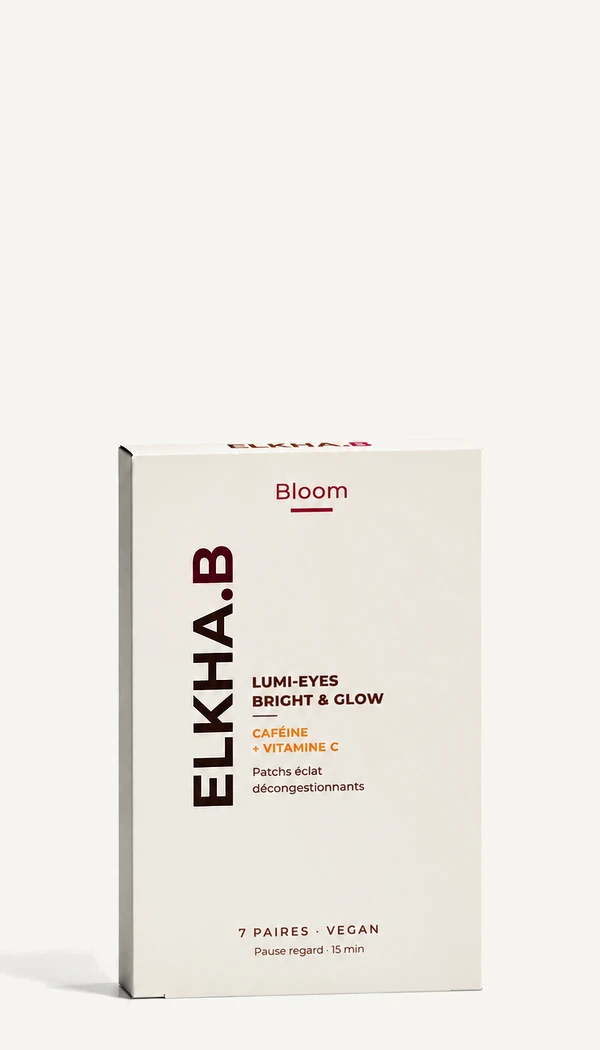 ELKHA.B
Bloom
ELKHA.B
LUMI-EYES
BRIGHT & GLOW
CAFÉINE
+ VITAMINE C
Patchs éclat
décongestionnants
7 PAIRES · VEGAN
Pause regard · 15 min